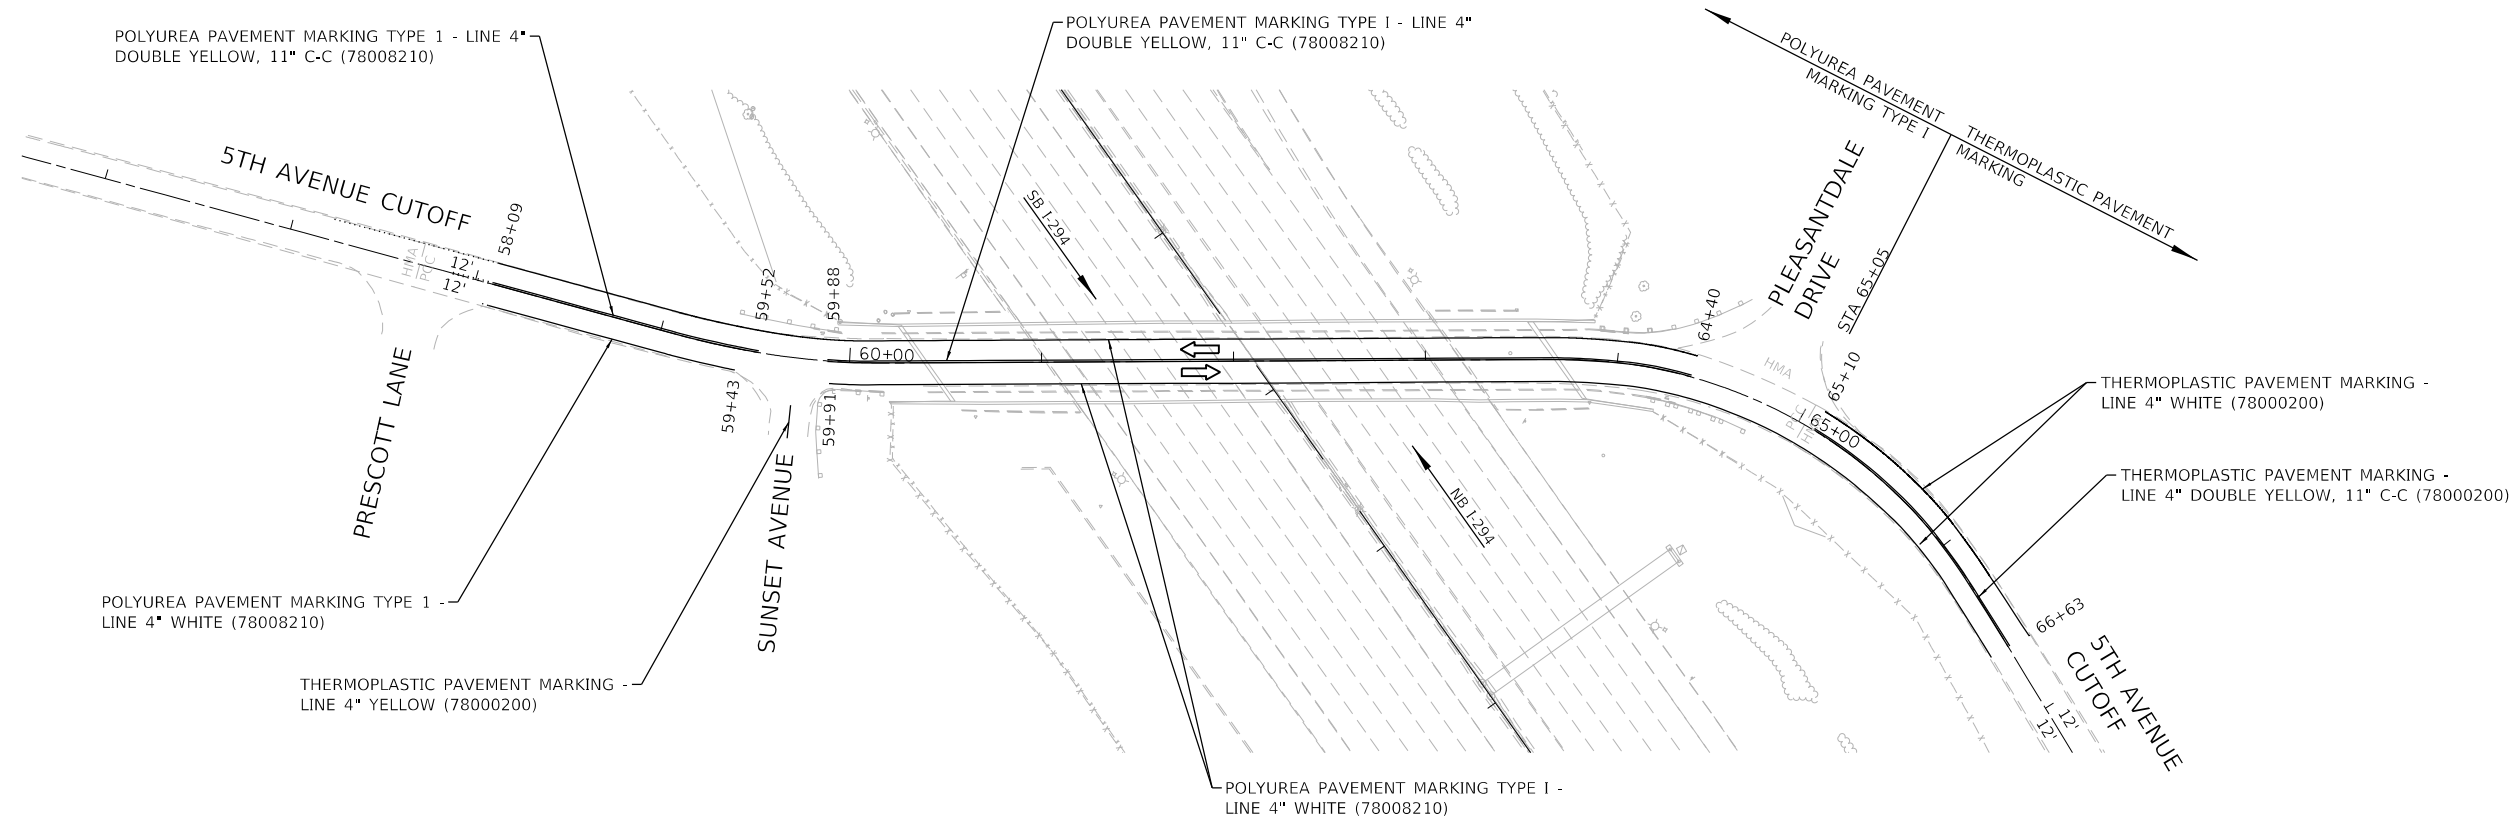 POLYUREA PAVEMENT MARKING TYPE 1 - LINE 4"
DOUBLE YELLOW, 11" C-C (78008210)
POLYUREA PAVEMENT MARKING TYPE I - LINE 4"
DOUBLE YELLOW, 11" C-C (78008210)
POLYUREA PAVEMENT
MARKING TYPE I
THERMOPLASTIC PAVEMENT
MARKING
5TH AVENUE CUTOFF
58+09
HMA
PCC
12'
12'
59+52
59+88
SB I-294
60+00
59+43
59+91
PLEASANTDALE
DRIVE
STA 65+05
64+40
HMA
65+10
PCC
HMA
65+00
THERMOPLASTIC PAVEMENT MARKING -
LINE 4" WHITE (78000200)
THERMOPLASTIC PAVEMENT MARKING -
LINE 4" DOUBLE YELLOW, 11" C-C (78000200)
PRESCOTT LANE
SUNSET AVENUE
NB I-294
POLYUREA PAVEMENT MARKING TYPE 1 -
LINE 4" WHITE (78008210)
66+63
5TH AVENUE
CUTOFF
12'
12'
THERMOPLASTIC PAVEMENT MARKING -
LINE 4" YELLOW (78000200)
POLYUREA PAVEMENT MARKING TYPE I -
LINE 4" WHITE (78008210)